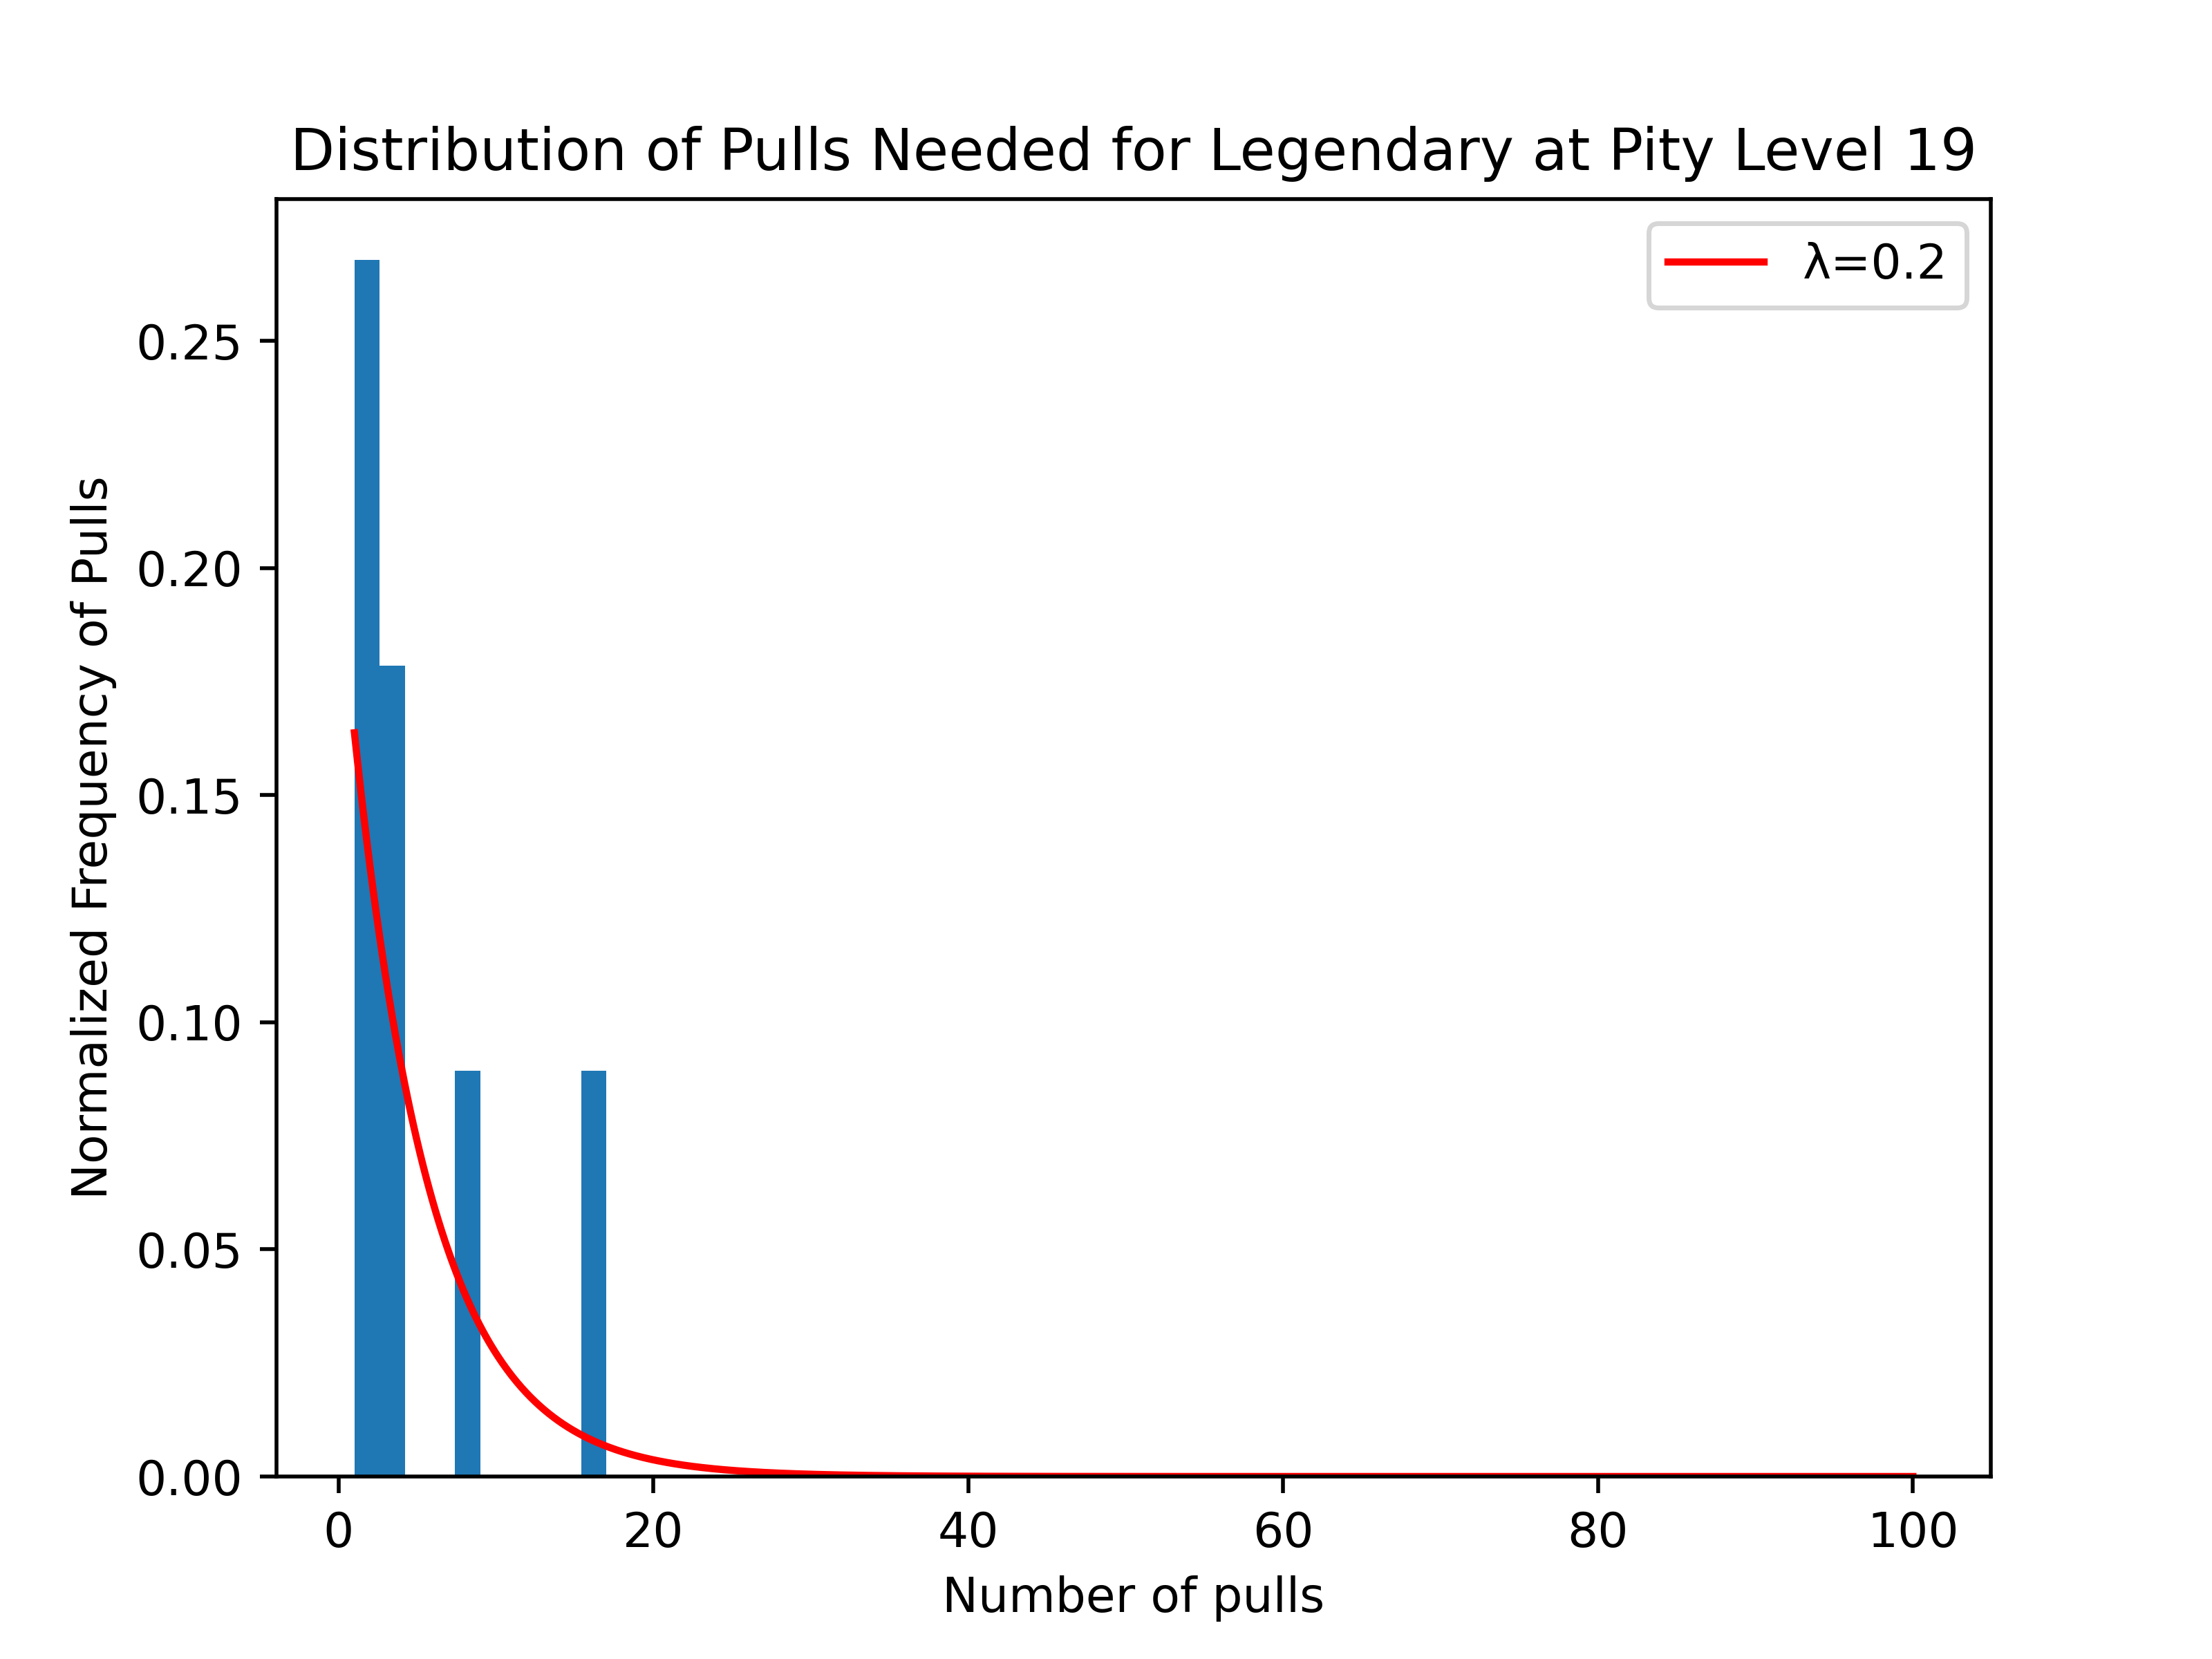 Distribution of Pulls Needed for Legendary at Pity Level 19
λ=0.2
Normalized Frequency of Pulls
0.25
0.20
0.15
0.10
0.05
0.00
0 20 40 60 80 100
Number of pulls